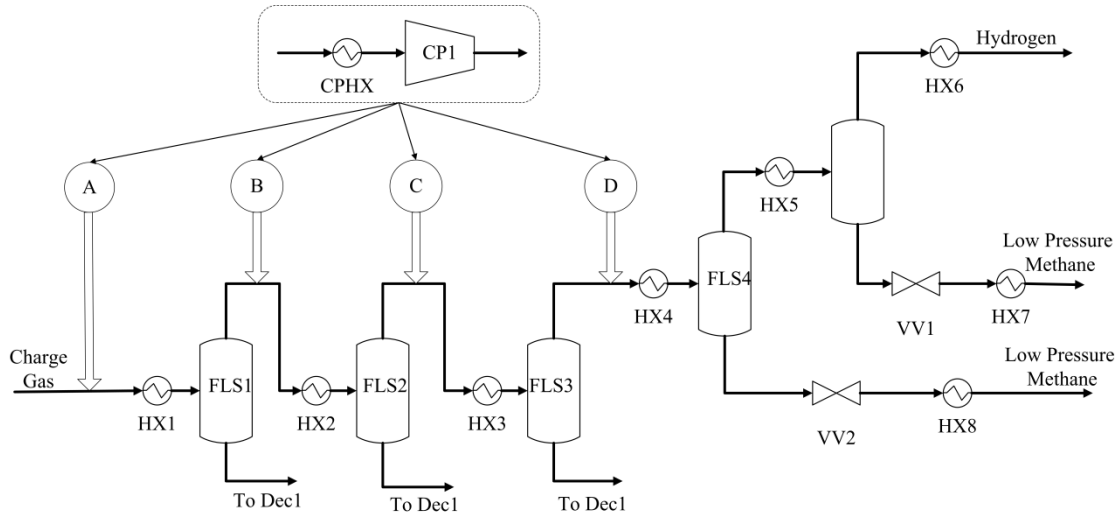 CP1
CPHX
Hydrogen
HX6
A
B
C
D
HX5
Low Pressure
Methane
FLS4
HX4
VV1
HX7
Charge
Gas
FLS1
FLS2
FLS3
Low Pressure
Methane
HX1
HX2
HX3
VV2
HX8
To Dec1
To Dec1
To Dec1